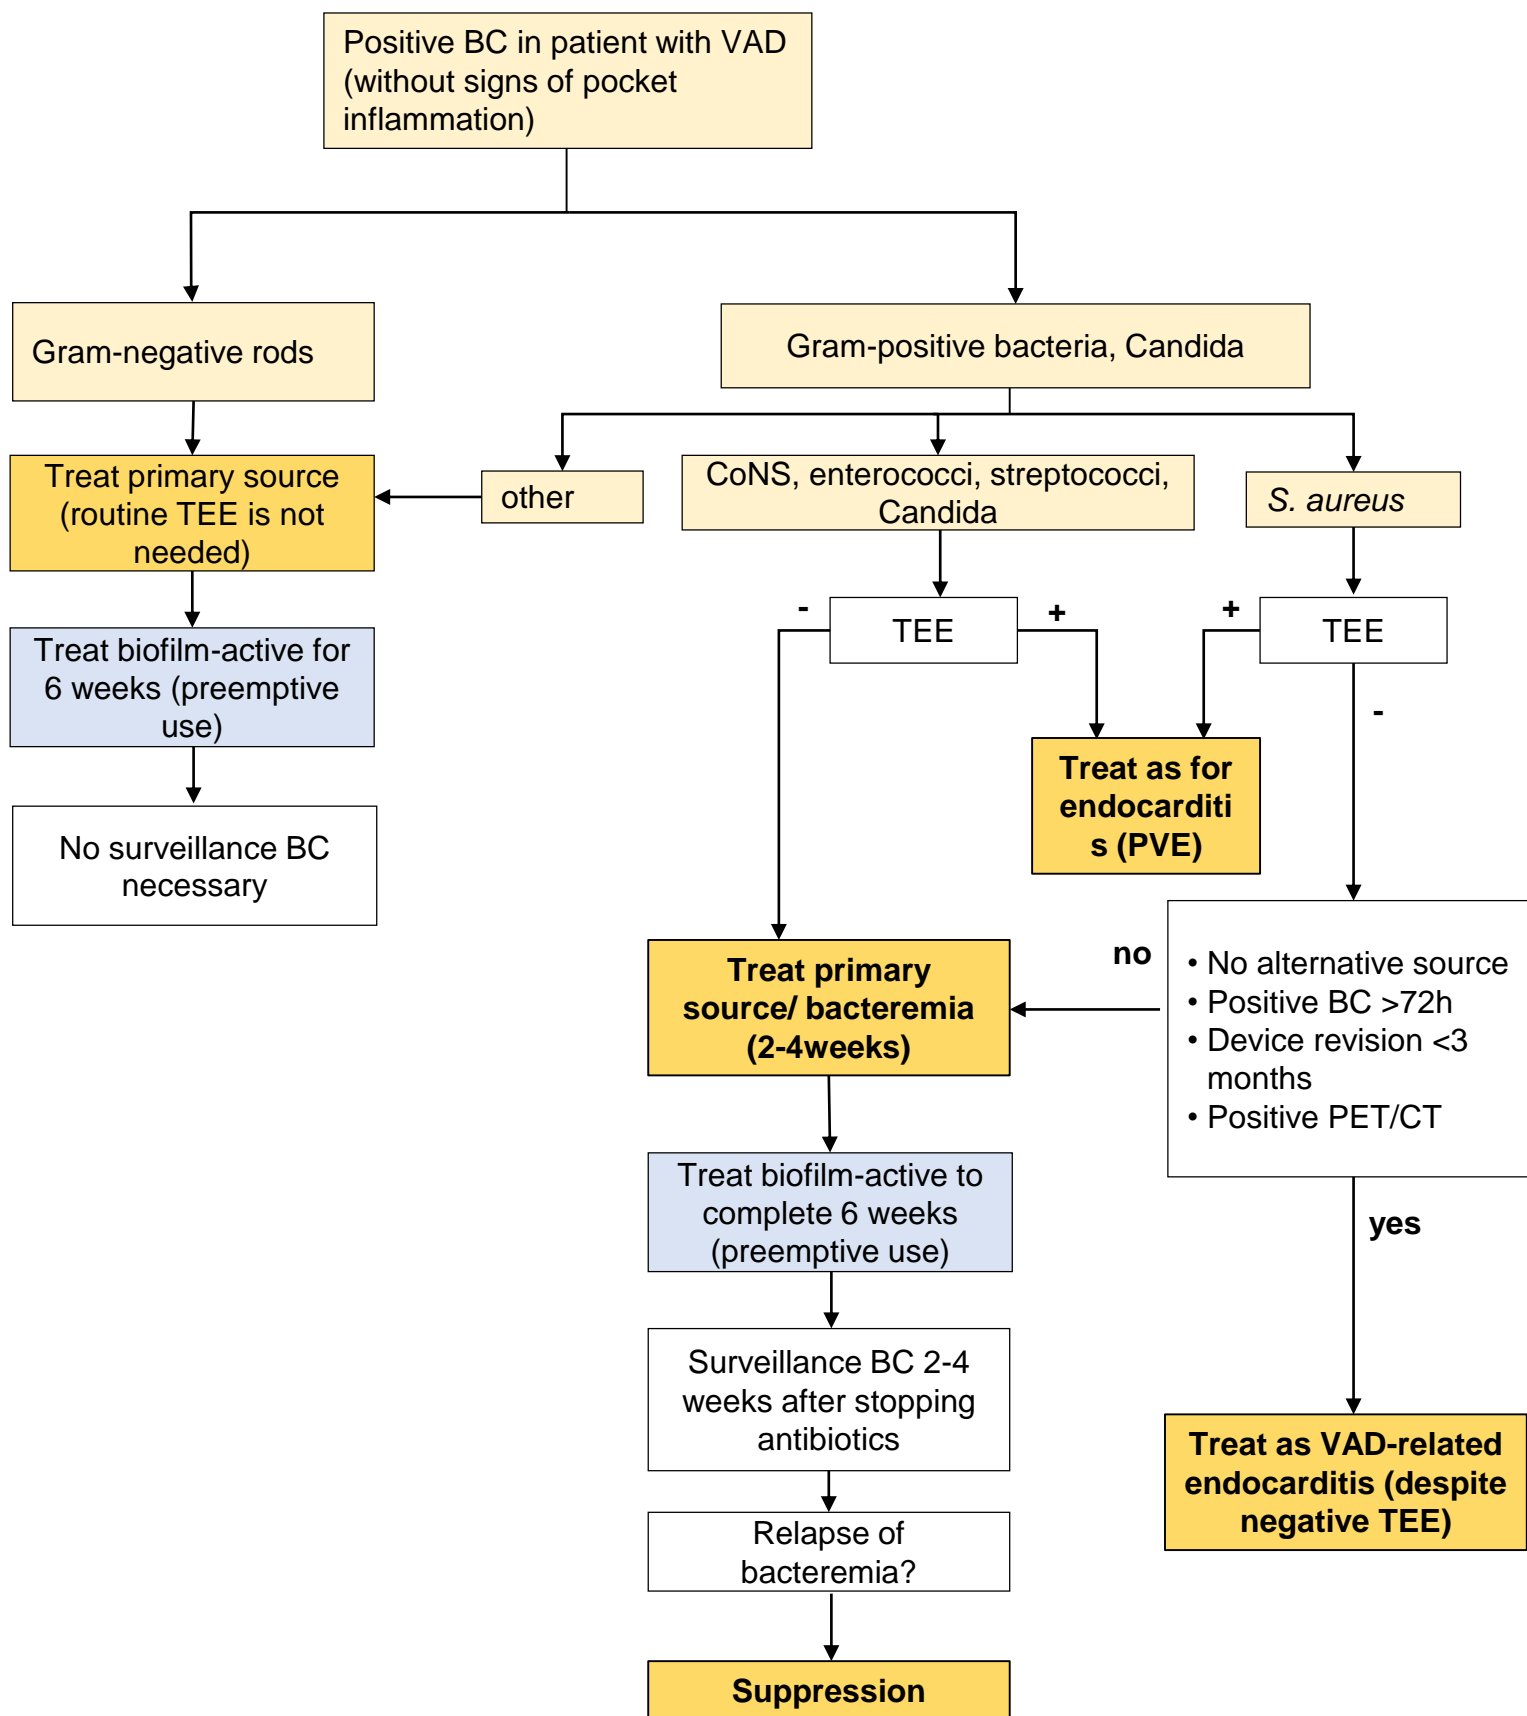 Positive BC in patient with VAD
(without signs of pocket
inflammation)
Gram-negative rods
Gram-positive bacteria, Candida
Treat primary source
(routine TEE is not
needed)
other
CoNS, enterococci, streptococci,
Candida
S. aureus
Treat biofilm-active for
6 weeks (preemptive
use)
-
TEE
+
+
TEE
-
No surveillance BC
necessary
Treat as for
endocarditi
s (PVE)
Treat primary
source/ bacteremia
(2-4weeks)
no
• No alternative source
• Positive BC >72h
• Device revision <3
months
• Positive PET/CT
Treat biofilm-active to
complete 6 weeks
(preemptive use)
yes
Surveillance BC 2-4
weeks after stopping
antibiotics
Treat as VAD-related
endocarditis (despite
negative TEE)
Relapse of
bacteremia?
Suppression